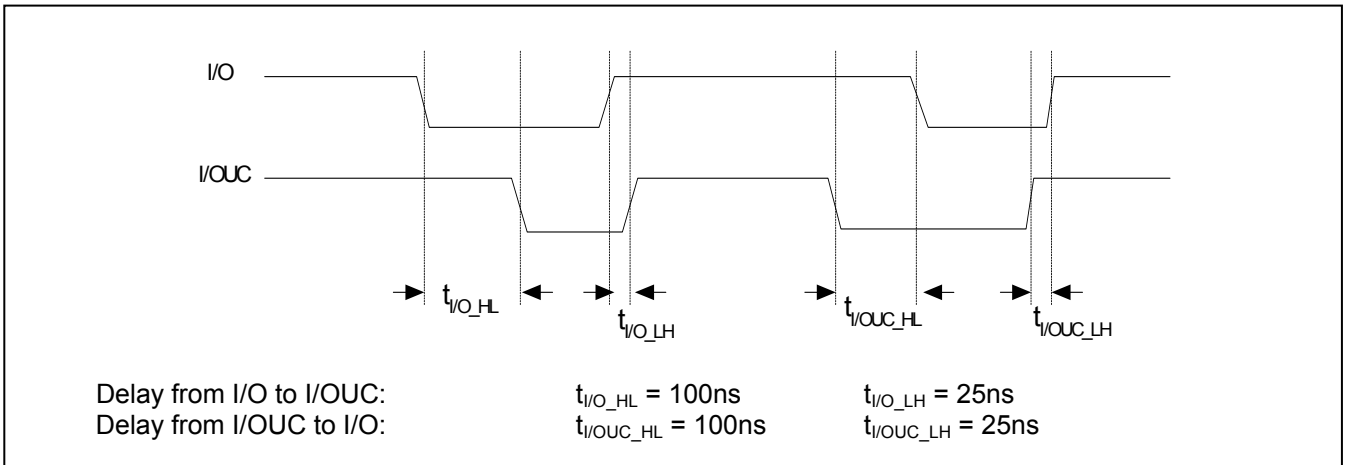 I/O
I/OUC
tI/O_HL
tI/O_LH
tI/OUC_HL
tI/OUC_LH
Delay from I/O to I/OUC: tI/O_HL = 100ns tI/O_LH = 25ns
Delay from I/OUC to I/O: tI/OUC_HL = 100ns tI/OUC_LH = 25ns